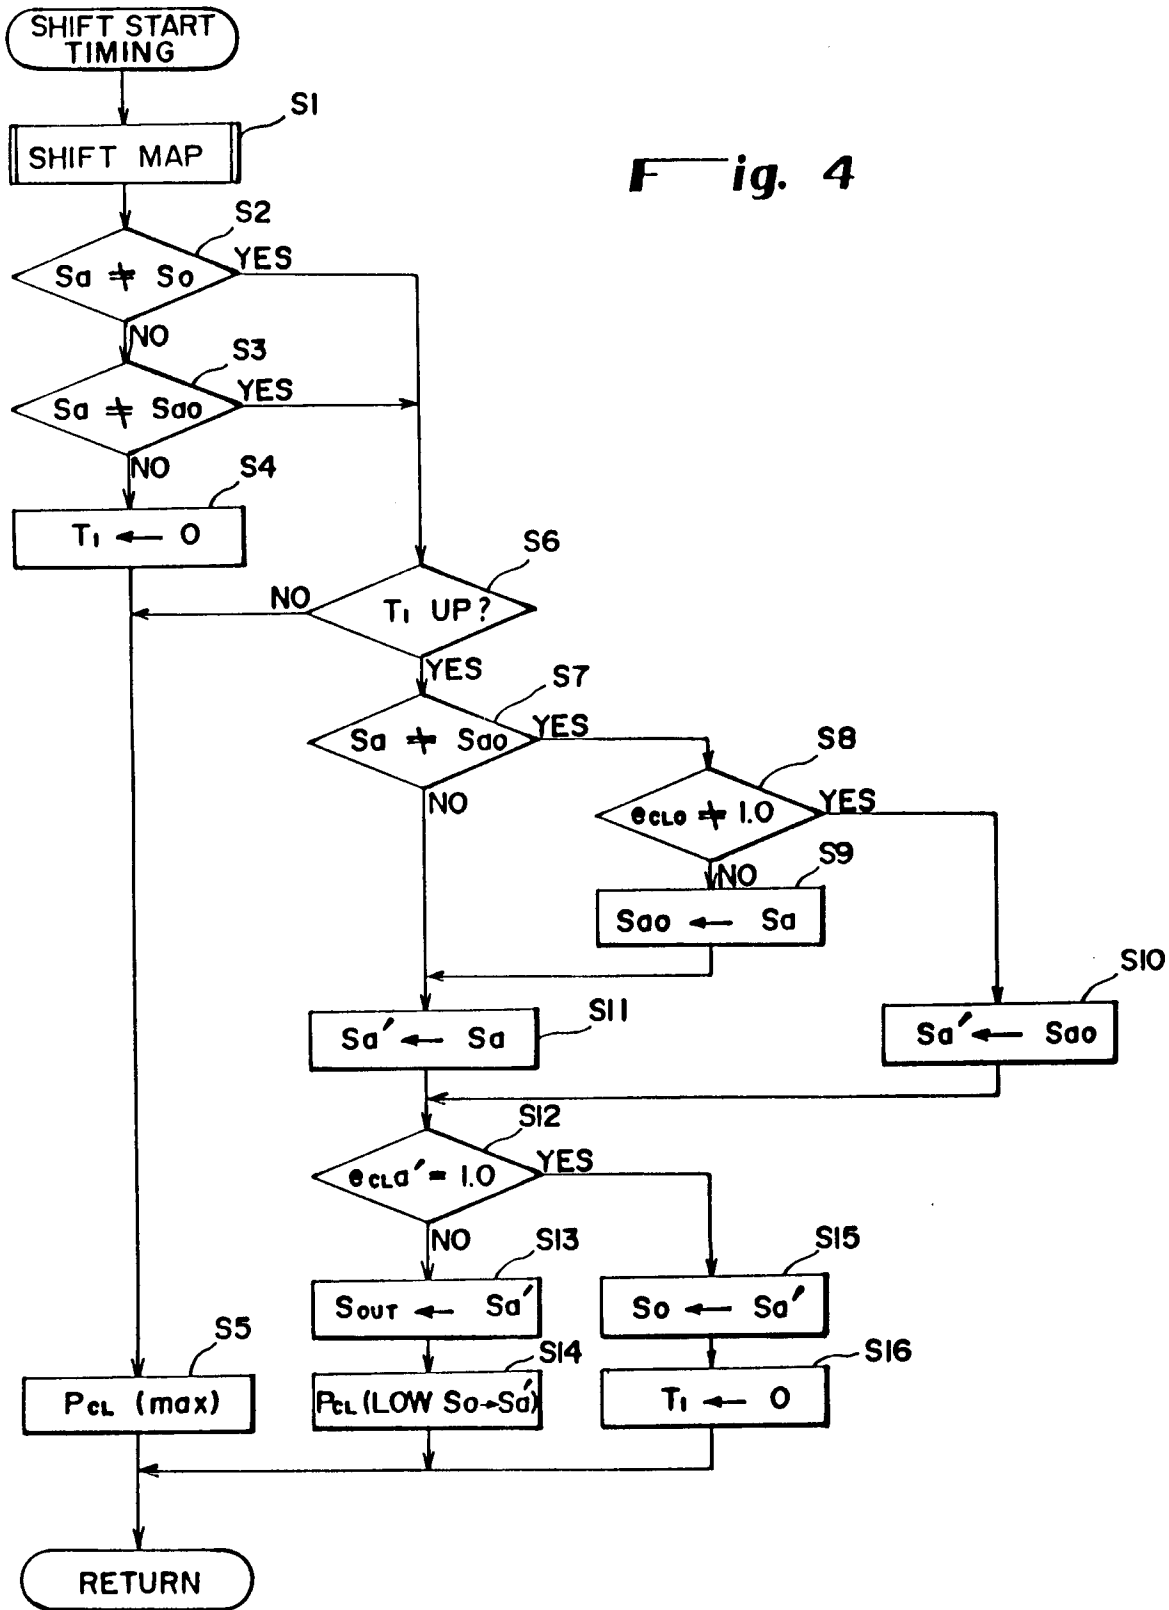 SHIFT START
TIMING
S1
SHIFT MAP
Fig. 4
S2
Sa ≠ So
YES
NO
S3
Sa ≠ Sao
YES
NO
S4
T1 ← 0
S6
T1 UP?
NO
YES
S7
Sa ≠ Sao
YES
NO
S8
eCLO ≠ 1.0
YES
NO
S9
Sao ← Sa
S10
Sa' ← Sao
S11
Sa' ← Sa
S12
eCLa' = 1.0
YES
NO
S13
SOUT ← Sa'
S15
So ← Sa'
S5
PCL (max)
S14
PCL (LOW So→Sa')
S16
T1 ← 0
RETURN